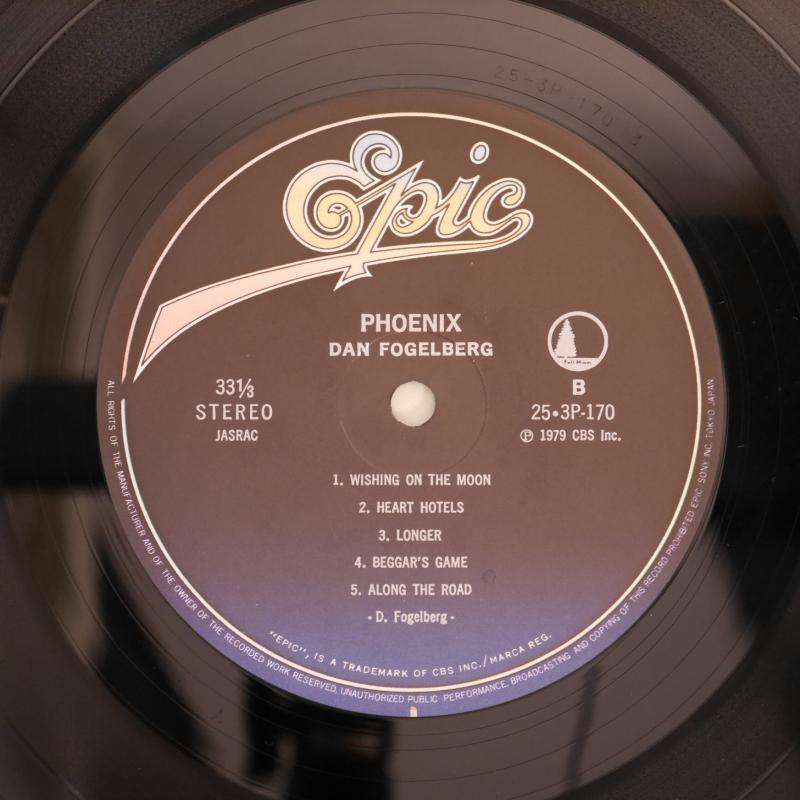 25-3P-170 B
Epic
PHOENIX
DAN FOGELBERG
Full Moon
33⅓
STEREO
JASRAC
B
25•3P-170
℗ 1979 CBS Inc.
1. WISHING ON THE MOON
2. HEART HOTELS
3. LONGER
4. BEGGAR'S GAME
5. ALONG THE ROAD
•D. Fogelberg•
"EPIC", IS A TRADEMARK OF CBS INC./MARCA REG.
ALL RIGHTS OF THE MANUFACTURER AND OF THE OWNER OF THE RECORDED WORK RESERVED. UNAUTHORIZED PUBLIC PERFORMANCE, BROADCASTING AND COPYING OF THIS RECORD PROHIBITED EPIC/SONY INC. TOKYO JAPAN